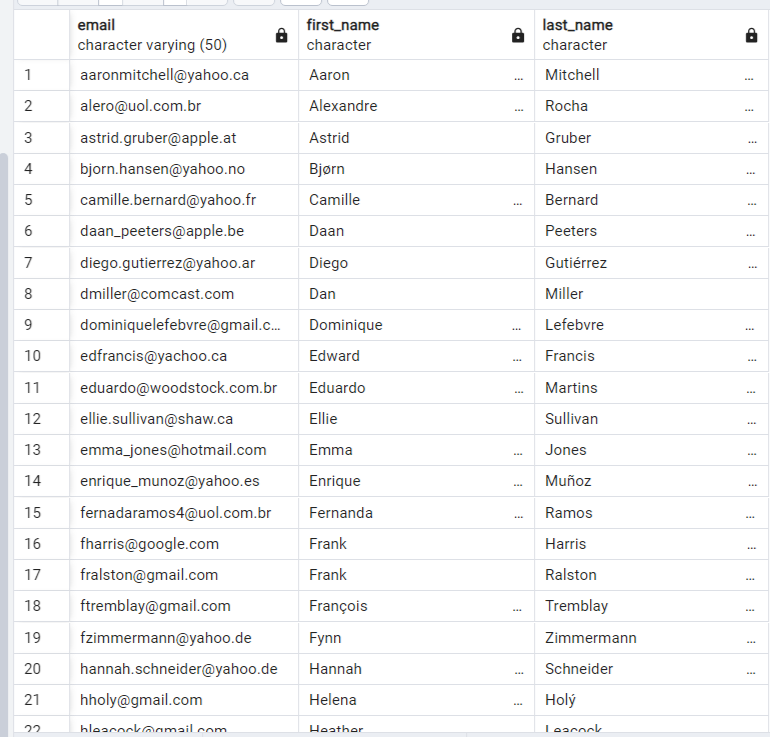 email first_name last_name
character varying (50) character character
1 aaronmitchell@yahoo.ca Aaron … Mitchell …
2 alero@uol.com.br Alexandre … Rocha …
3 astrid.gruber@apple.at Astrid Gruber …
4 bjorn.hansen@yahoo.no Bjørn Hansen …
5 camille.bernard@yahoo.fr Camille … Bernard …
6 daan_peeters@apple.be Daan Peeters …
7 diego.gutierrez@yahoo.ar Diego Gutiérrez …
8 dmiller@comcast.com Dan Miller
9 dominiquelefebvre@gmail.c… Dominique … Lefebvre …
10 edfrancis@yachoo.ca Edward … Francis …
11 eduardo@woodstock.com.br Eduardo … Martins …
12 ellie.sullivan@shaw.ca Ellie Sullivan …
13 emma_jones@hotmail.com Emma … Jones …
14 enrique_munoz@yahoo.es Enrique … Muñoz …
15 fernadaramos4@uol.com.br Fernanda … Ramos …
16 fharris@google.com Frank Harris …
17 fralston@gmail.com Frank Ralston …
18 ftremblay@gmail.com François … Tremblay …
19 fzimmermann@yahoo.de Fynn Zimmermann …
20 hannah.schneider@yahoo.de Hannah … Schneider …
21 hholy@gmail.com Helena … Holý …
22 hleacock@gmail.com Heather Leacock